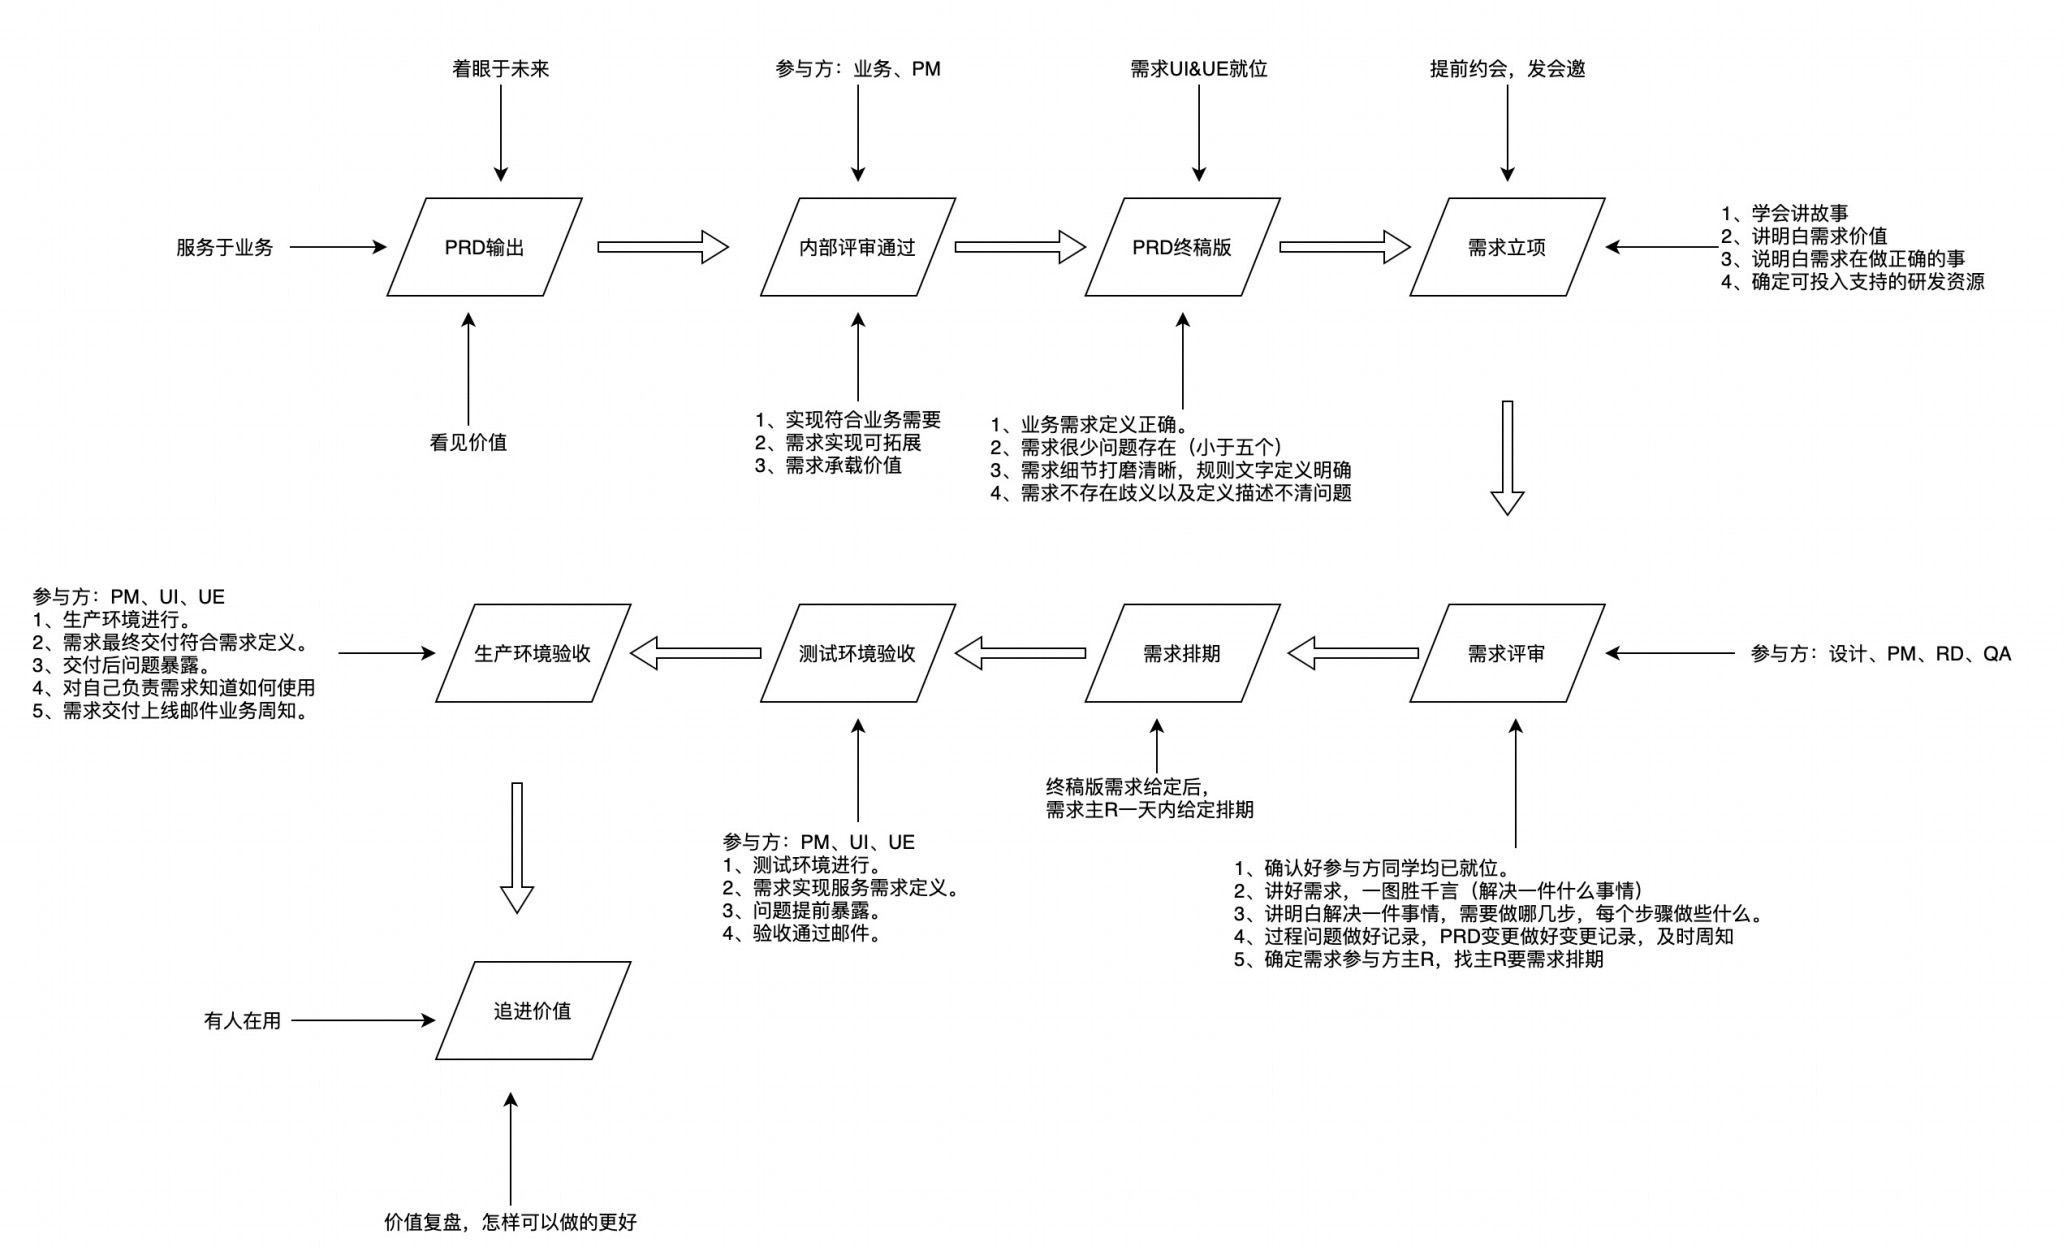 着眼于未来
参与方：业务、PM
需求UI&UE就位
提前约会，发会邀
服务于业务
PRD输出
内部评审通过
PRD终稿版
需求立项
1、学会讲故事
2、讲明白需求价值
3、说明白需求在做正确的事
4、确定可投入支持的研发资源
看见价值
1、实现符合业务需要
2、需求实现可拓展
3、需求承载价值
1、业务需求定义正确。
2、需求很少问题存在（小于五个）
3、需求细节打磨清晰，规则文字定义明确
4、需求不存在歧义以及定义描述不清问题
参与方：PM、UI、UE
1、生产环境进行。
2、需求最终交付符合需求定义。
3、交付后问题暴露。
4、对自己负责需求知道如何使用
5、需求交付上线邮件业务周知。
生产环境验收
测试环境验收
需求排期
需求评审
参与方：设计、PM、RD、QA
终稿版需求给定后，
需求主R一天内给定排期
参与方：PM、UI、UE
1、测试环境进行。
2、需求实现服务需求定义。
3、问题提前暴露。
4、验收通过邮件。
1、确认好参与方同学均已就位。
2、讲好需求，一图胜千言（解决一件什么事情）
3、讲明白解决一件事情，需要做哪几步，每个步骤做些什么。
4、过程问题做好记录，PRD变更做好变更记录，及时周知
5、确定需求参与方主R，找主R要需求排期
有人在用
追进价值
价值复盘，怎样可以做的更好